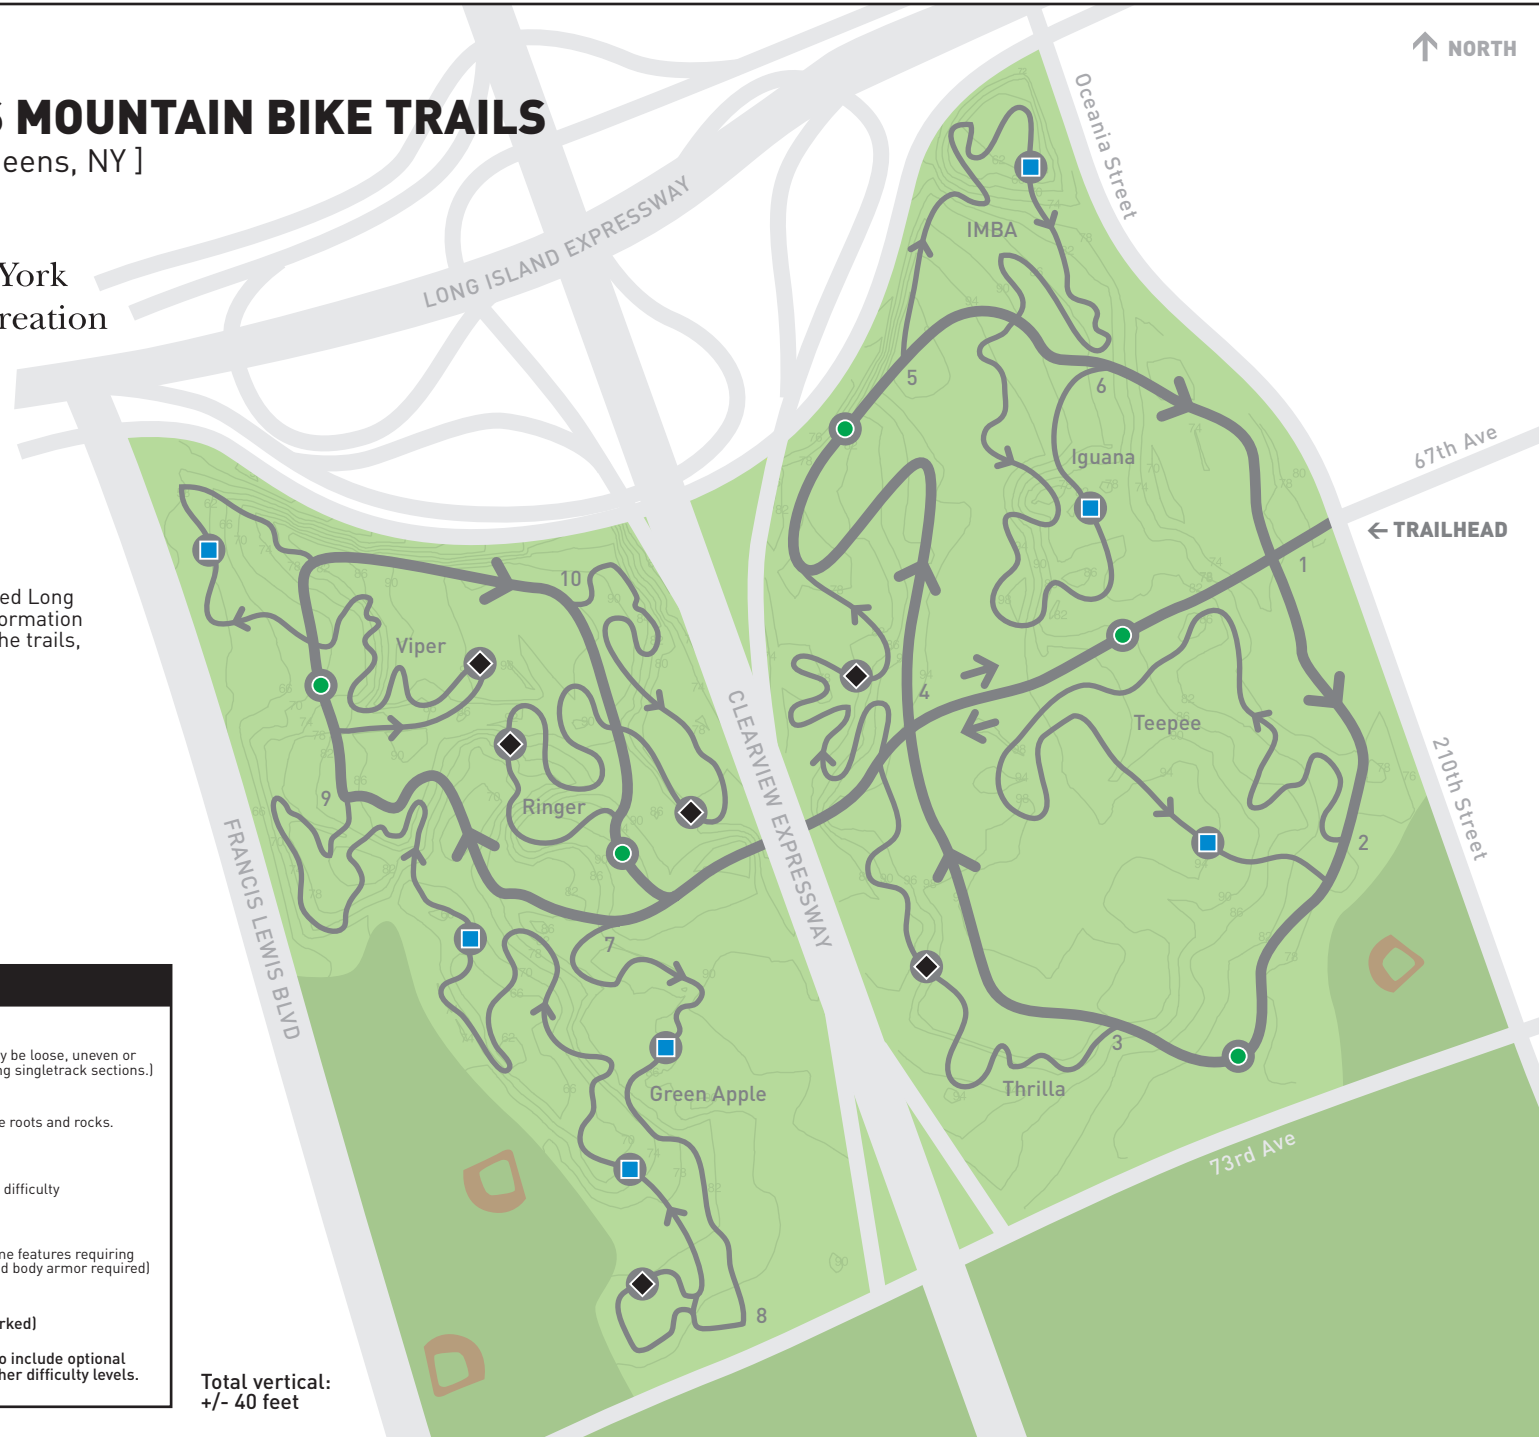 S MOUNTAIN BIKE TRAILS
eens, NY ]
York
reation
NORTH
Oceania Street
LONG ISLAND EXPRESSWAY
IMBA
5
6
67th Ave
Iguana
TRAILHEAD
1
10
ed Long
ormation
he trails,
Viper
4
CLEARVIEW EXPRESSWAY
Teepee
210th Street
9
Ringer
2
FRANCIS LEWIS BLVD
7
3
y be loose, uneven or
ng singletrack sections.)
Green Apple
Thrilla
e roots and rocks.
73rd Ave
difficulty
ne features requiring
d body armor required)
8
rked)
o include optional
her difficulty levels.
Total vertical:
+/- 40 feet